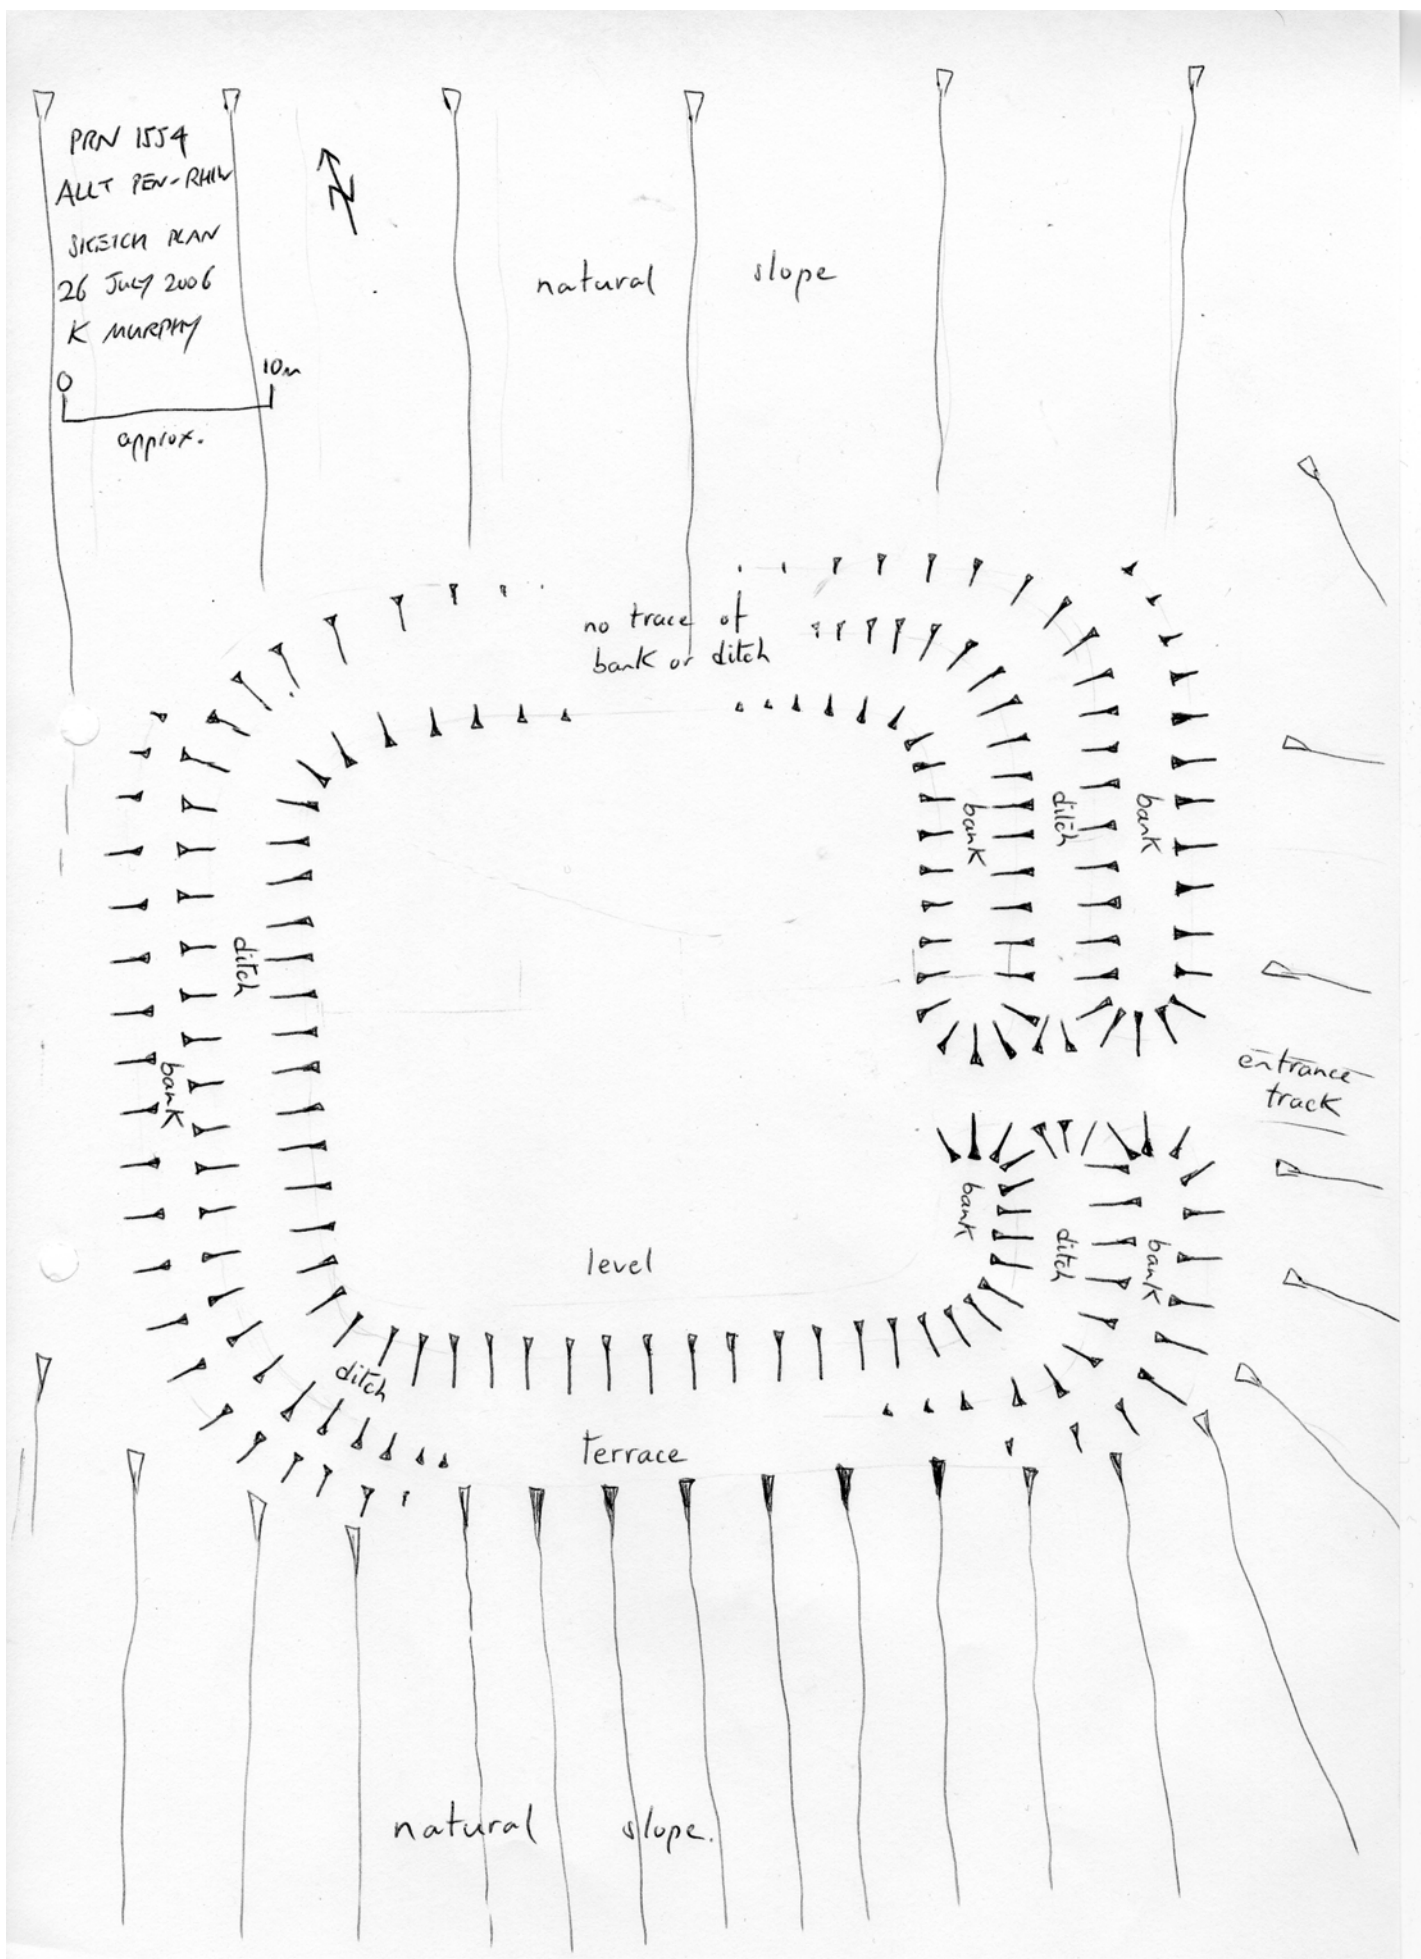 PRN 1554
ALLT PEN-RHIW
SKETCH PLAN
26 JULY 2006
K MURPHY
0 10m
approx.
N
natural slope
no trace of
bank or ditch
bank
ditch
bank
ditch
bank
entrance
track
bank
ditch
bank
level
ditch
terrace
natural slope.